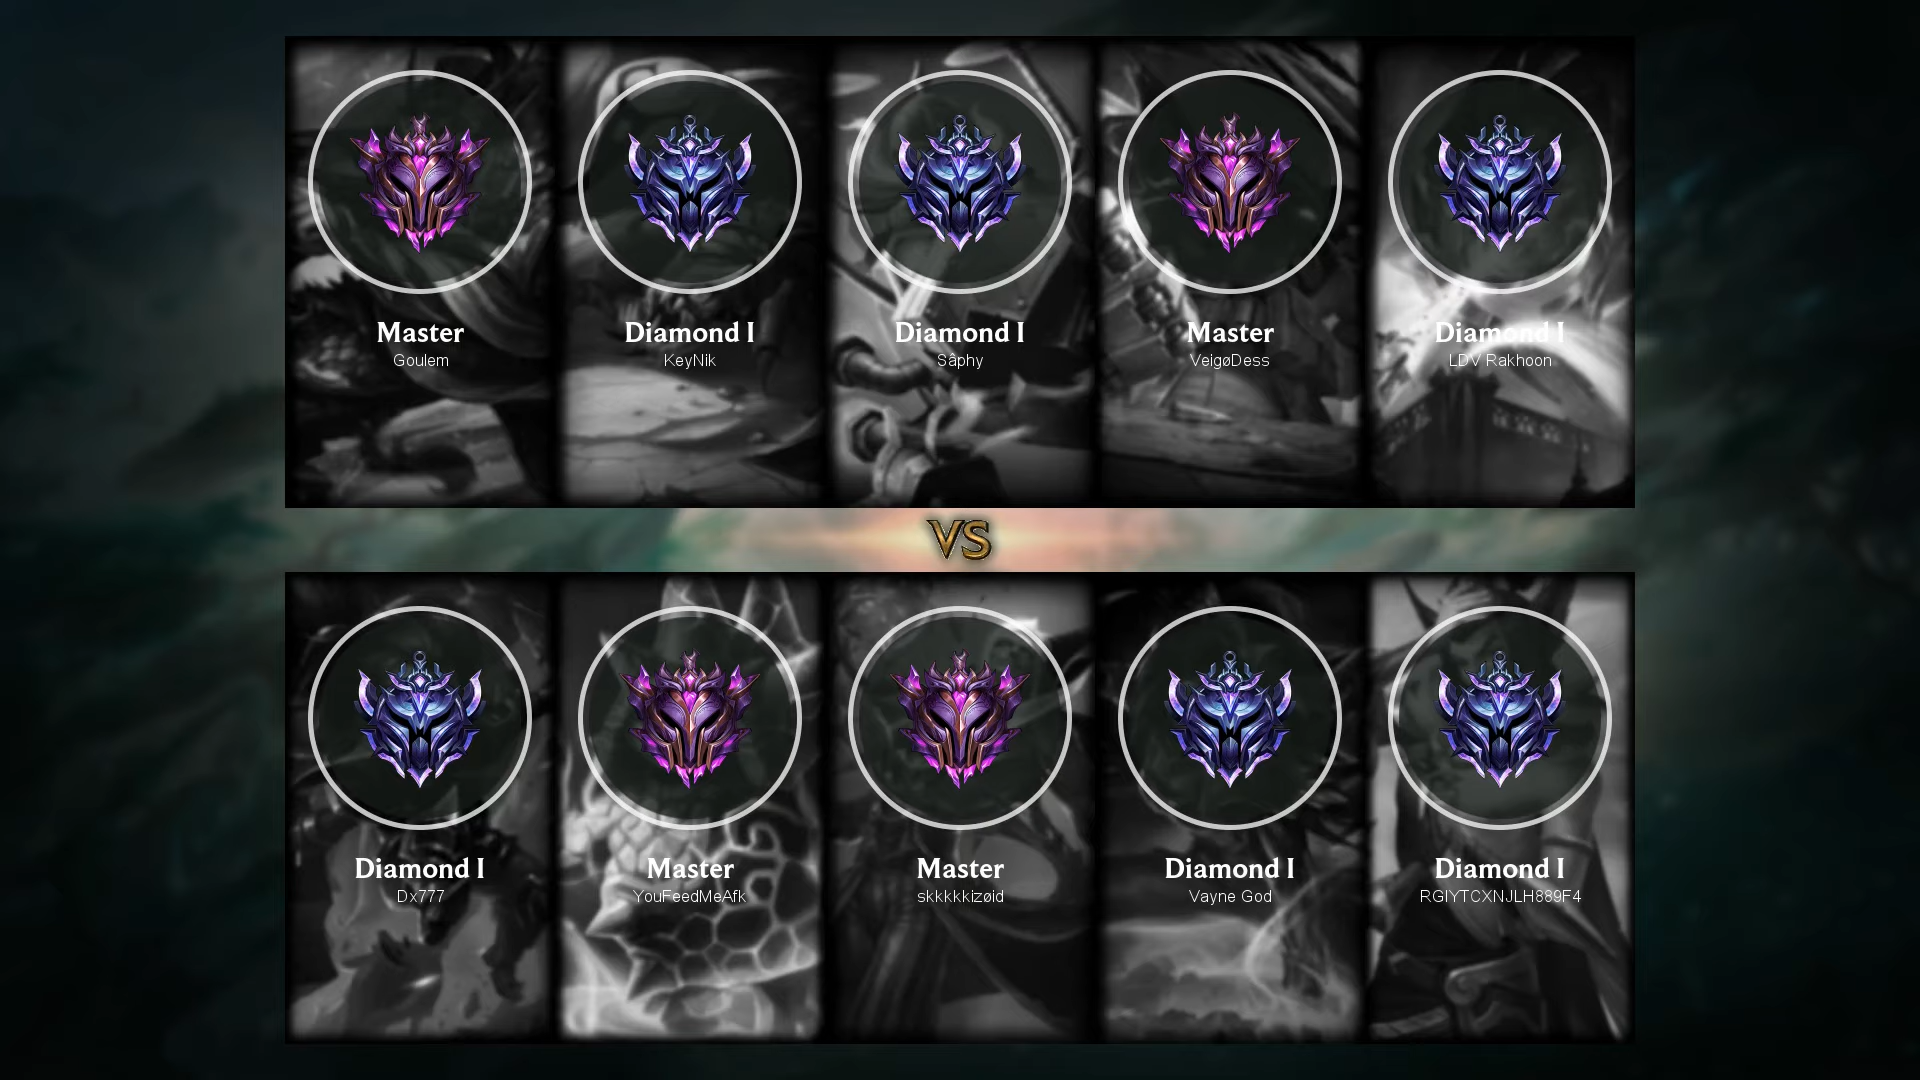 Master
Goulem
Diamond I
KeyNik
Diamond I
Sâphy
Master
VeigøDess
Diamond I
LDV Rakhoon
VS
Diamond I
Dx777
Master
YouFeedMeAfk
Master
skkkkkizøid
Diamond I
Vayne God
Diamond I
RGIYTCXNJLH889F4